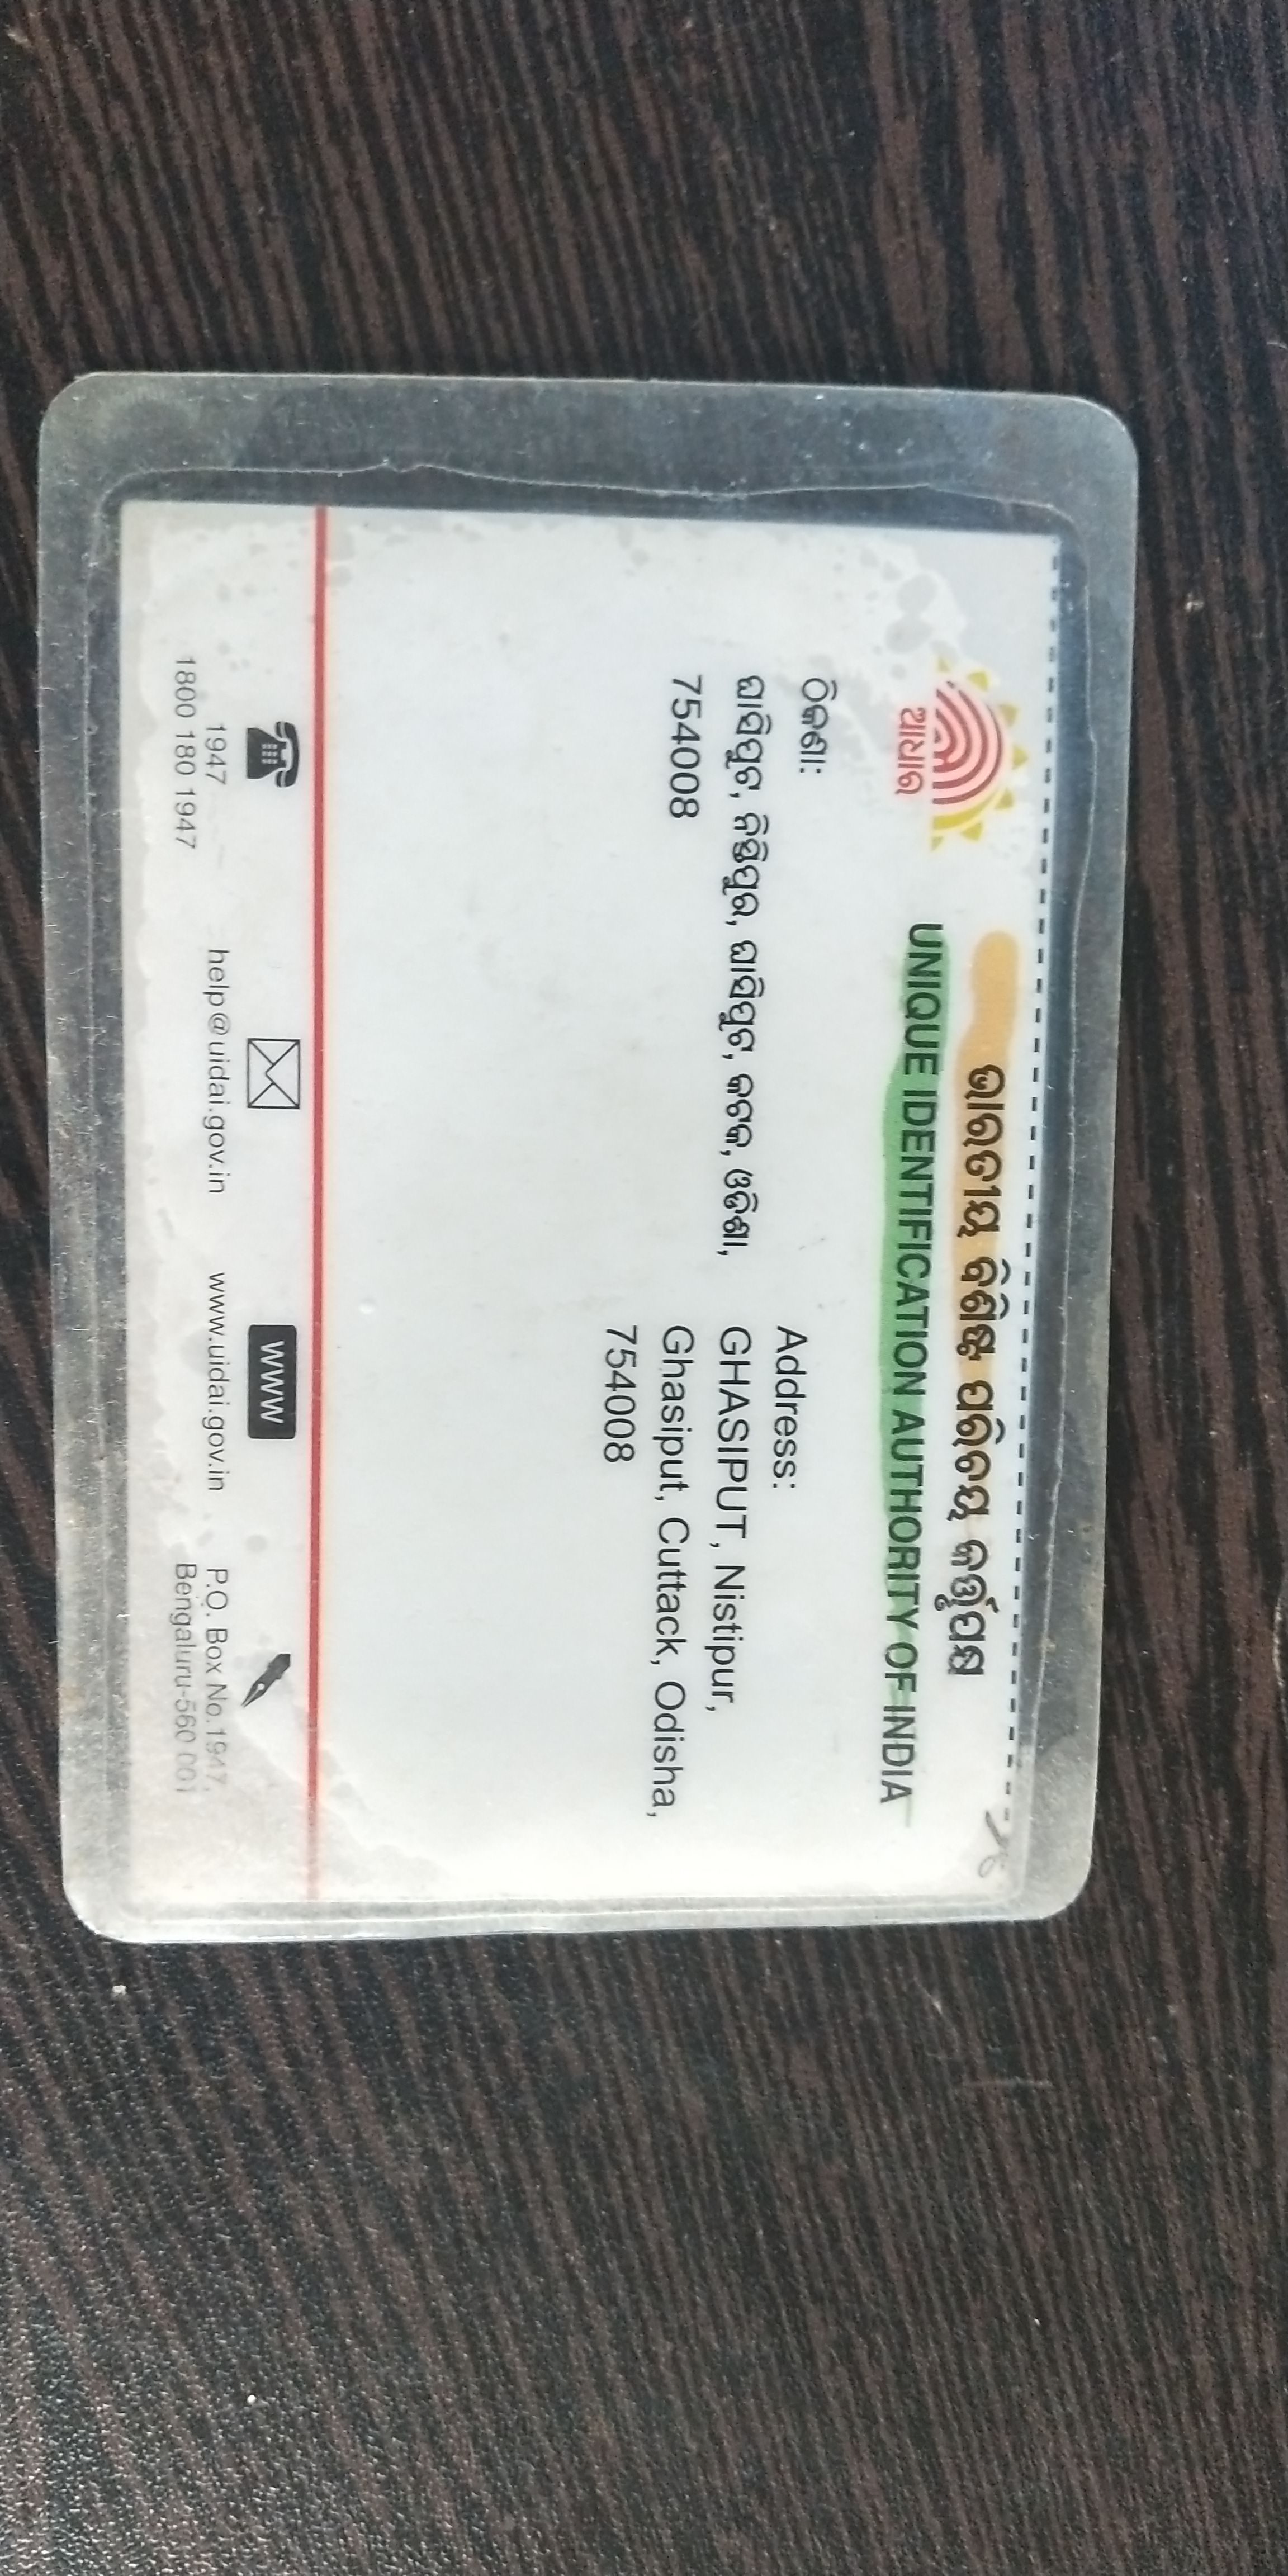 ଭାରତୀୟ ବିଶିଷ୍ଟ ପରିଚୟ କର୍ତ୍ତୃପକ୍ଷ
UNIQUE IDENTIFICATION AUTHORITY OF INDIA
ଆଧାର
ଠିକଣା:
ଘାସିପୁଟ, ନିସ୍ତିପୁର, ଘାସିପୁଟ, କଟକ, ଓଡିଶା,
754008
Address:
GHASIPUT, Nistipur,
Ghasiput, Cuttack, Odisha,
754008
1947
1800 180 1947
help@uidai.gov.in
WWW
www.uidai.gov.in
P.O. Box No.1947,
Bengaluru-560 001